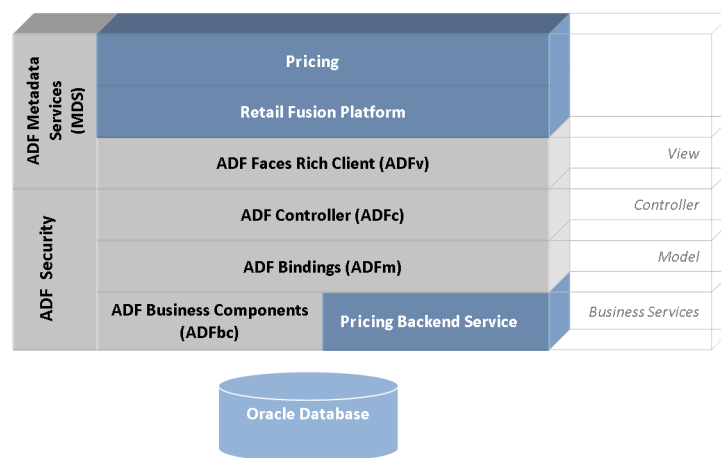 ADF Metadata
Services
(MDS)
Pricing
Retail Fusion Platform
ADF Faces Rich Client (ADFv)
View
ADF Security
ADF Controller (ADFc)
Controller
ADF Bindings (ADFm)
Model
ADF Business Components
(ADFbc)
Pricing Backend Service
Business Services
Oracle Database